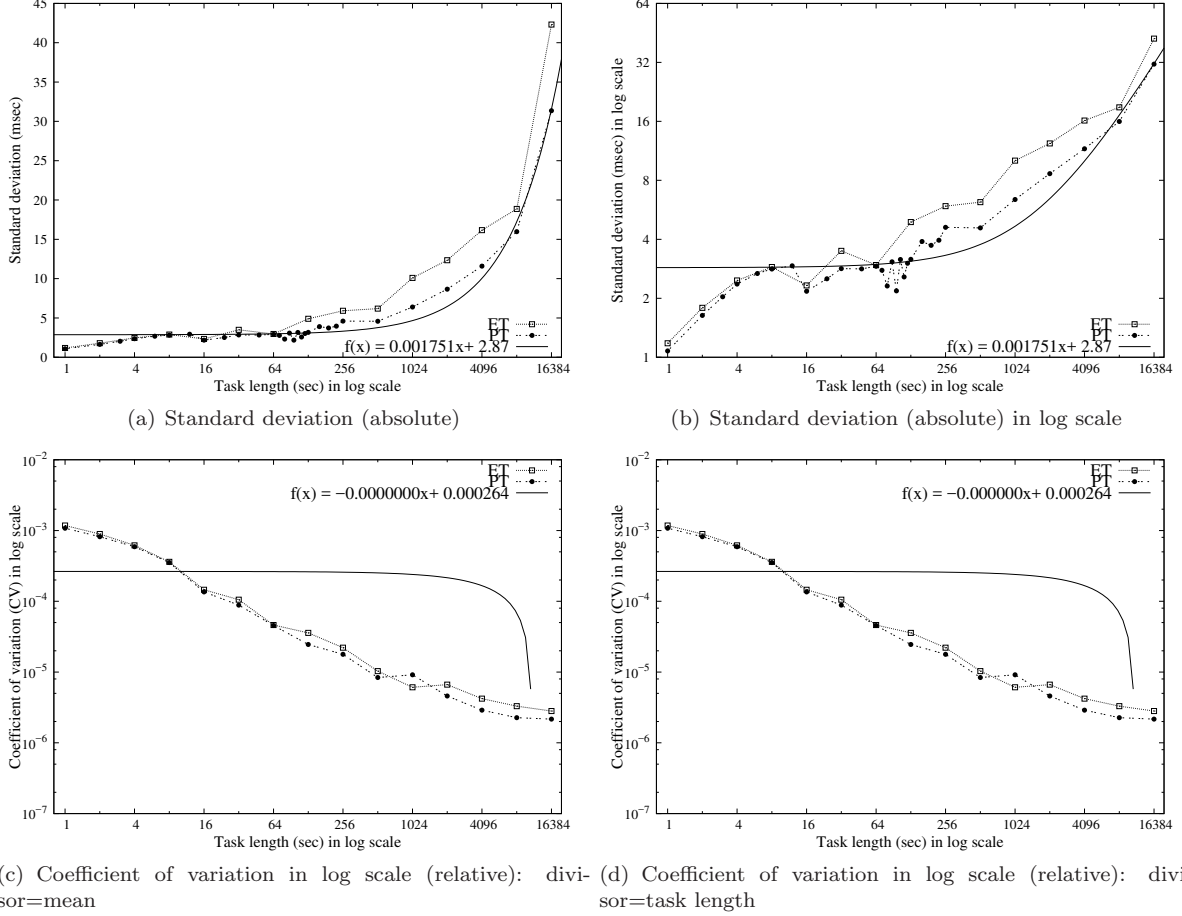 45
40
35
30
25
20
15
10
5
0
Standard deviation (msec)
ET
PT
f(x) = 0.001751x+ 2.87
1 4 16 64 256 1024 4096 16384
Task length (sec) in log scale
(a) Standard deviation (absolute)
64
32
16
8
4
2
1
Standard deviation (msec) in log scale
ET
PT
f(x) = 0.001751x+ 2.87
1 4 16 64 256 1024 4096 16384
Task length (sec) in log scale
(b) Standard deviation (absolute) in log scale
10−2
10−3
10−4
10−5
10−6
10−7
Coefficient of variation (CV) in log scale
ET
PT
f(x) = −0.0000000x+ 0.000264
1 4 16 64 256 1024 4096 16384
Task length (sec) in log scale
(c) Coefficient of variation in log scale (relative): divi-
sor=mean
10−2
10−3
10−4
10−5
10−6
10−7
Coefficient of variation (CV) in log scale
ET
PT
f(x) = −0.000000x+ 0.000264
1 4 16 64 256 1024 4096 16384
Task length (sec) in log scale
(d) Coefficient of variation in log scale (relative): divi
sor=task length